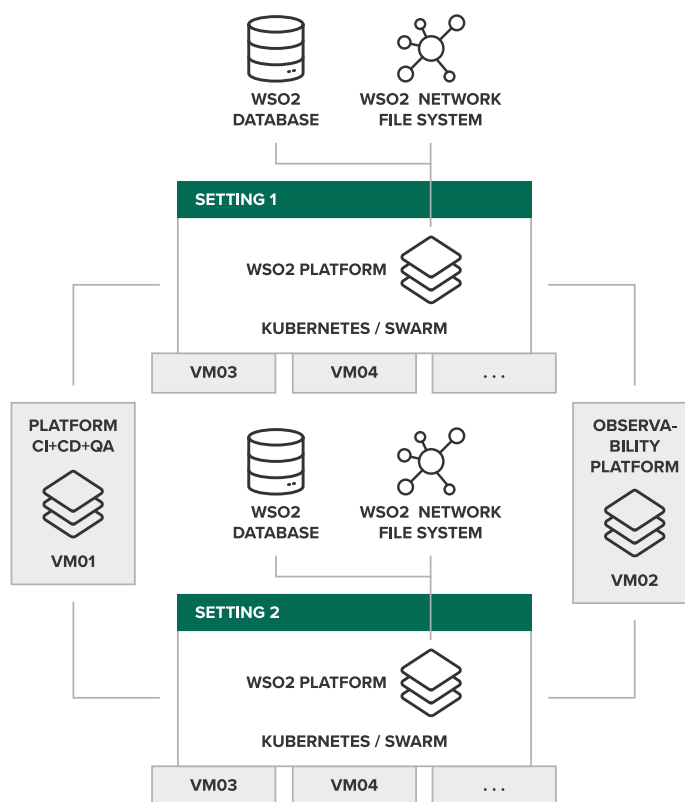 WSO2
DATABASE
WSO2 NETWORK
FILE SYSTEM
SETTING 1
WSO2 PLATFORM
KUBERNETES / SWARM
VM03
VM04
...
PLATFORM
CI+CD+QA
VM01
OBSERVA-
BILITY
PLATFORM
VM02
WSO2
DATABASE
WSO2 NETWORK
FILE SYSTEM
SETTING 2
WSO2 PLATFORM
KUBERNETES / SWARM
VM03
VM04
...